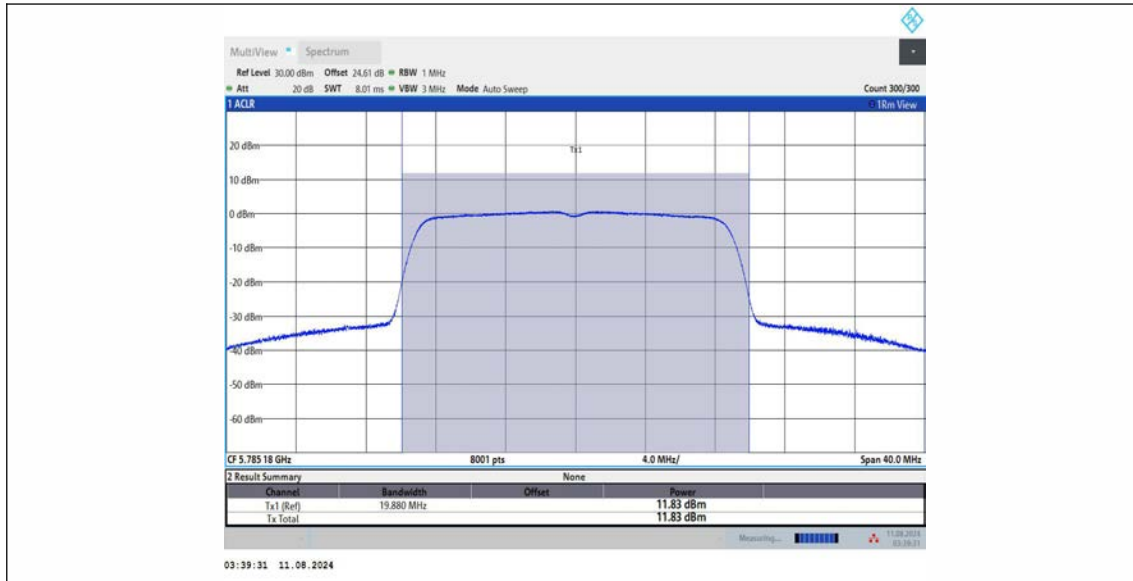 MultiView Spectrum
Ref Level 30.00 dBm Offset 24.61 dB RBW 1 MHz
Att 20 dB SWT 8.01 ms VBW 3 MHz Mode Auto Sweep Count 300/300
1 ACLR 1Rm View
Tx1
20 dBm
10 dBm
0 dBm
-10 dBm
-20 dBm
-30 dBm
-40 dBm
-50 dBm
-60 dBm
CF 5.785 18 GHz 8001 pts 4.0 MHz/ Span 40.0 MHz
2 Result Summary None
Channel Bandwidth Offset Power
Tx1 (Ref) 19.880 MHz 11.83 dBm
Tx Total 11.83 dBm
Measuring... 11.08.2024
03:39:31
03:39:31 11.08.2024